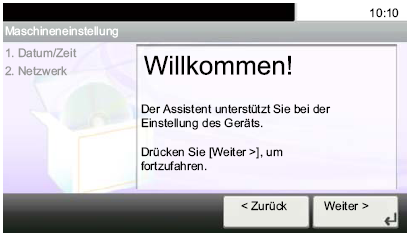 10:10
Maschineneinstellung
1. Datum/Zeit
2. Netzwerk
Willkommen!
Der Assistent unterstützt Sie bei der
Einstellung des Geräts.
Drücken Sie [Weiter >], um
fortzufahren.
< Zurück
Weiter >